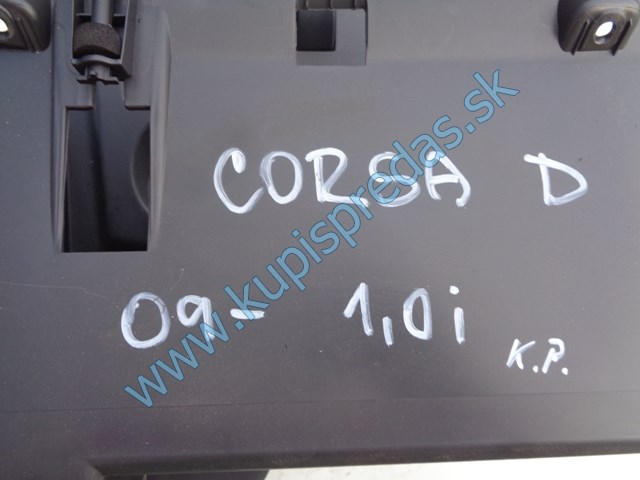 CORSA D
09- 1,0i
K.P.
www.kupispredas.sk